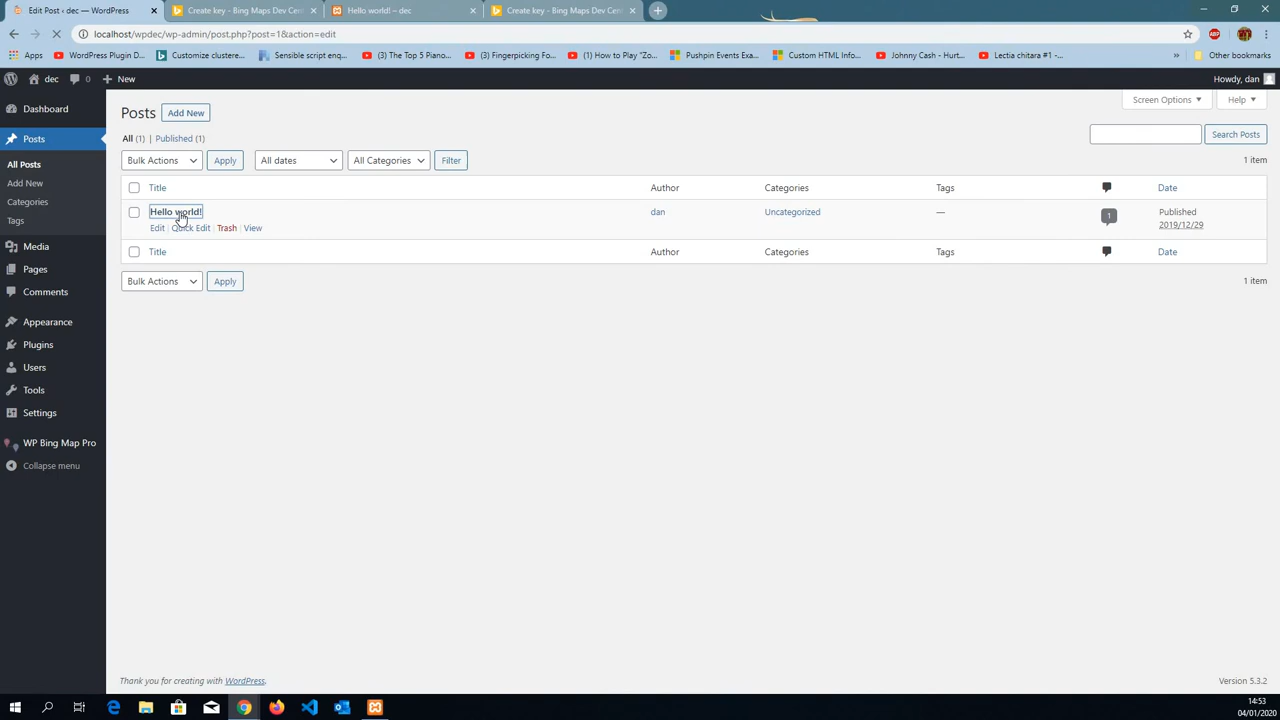 Edit Post ‹ dec — WordPress
Create key - Bing Maps Dev Cent
Hello world! – dec
Create key - Bing Maps Dev Cent
localhost/wpdec/wp-admin/post.php?post=1&action=edit
Apps
WordPress Plugin D...
Customize clustere...
Sensible script enq...
(3) The Top 5 Piano...
(3) Fingerpicking Fo...
(1) How to Play "Zo...
Pushpin Events Exa...
Custom HTML Info...
Johnny Cash - Hurt...
Lectia chitara #1 -...
»
Other bookmarks
dec
0
New
Howdy, dan
Dashboard
Posts
All Posts
Add New
Categories
Tags
Media
Pages
Comments
Appearance
Plugins
Users
Tools
Settings
WP Bing Map Pro
Collapse menu
Posts
Add New
Screen Options
Help
All (1) | Published (1)
Search Posts
Bulk Actions
Apply
All dates
All Categories
Filter
1 item
Title
Author
Categories
Tags
Date
Hello world!
dan
Uncategorized
—
1
Published
2019/12/29
Edit | Quick Edit | Trash | View
Title
Author
Categories
Tags
Date
Bulk Actions
Apply
1 item
Thank you for creating with WordPress.
Version 5.3.2
14:53
04/01/2020